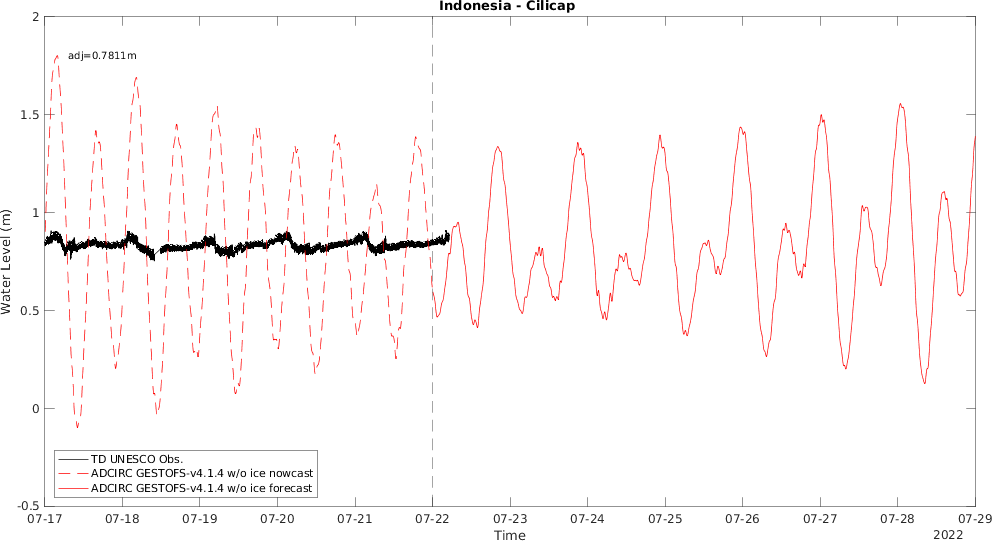 Indonesia - Cilicap
adj=0.7811m
2
1.5
1
0.5
0
-0.5
Water Level (m)
TD UNESCO Obs.
ADCIRC GESTOFS-v4.1.4 w/o ice nowcast
ADCIRC GESTOFS-v4.1.4 w/o ice forecast
07-17 07-18 07-19 07-20 07-21 07-22 07-23 07-24 07-25 07-26 07-27 07-28 07-29
Time
2022